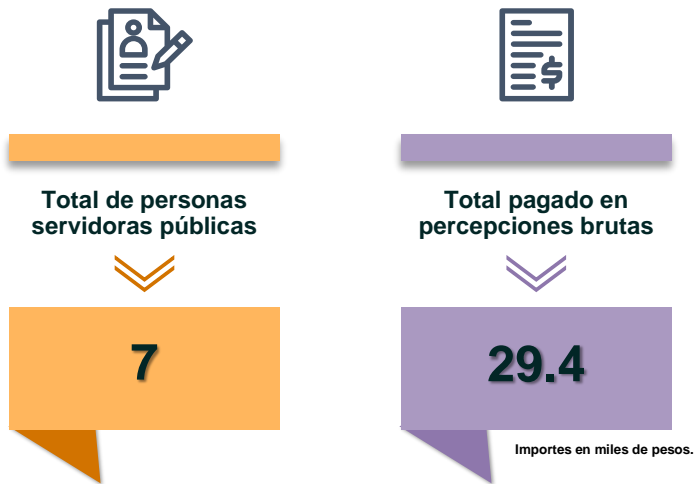 Total de personas
servidoras públicas
7
Total pagado en
percepciones brutas
29.4
Importes en miles de pesos.